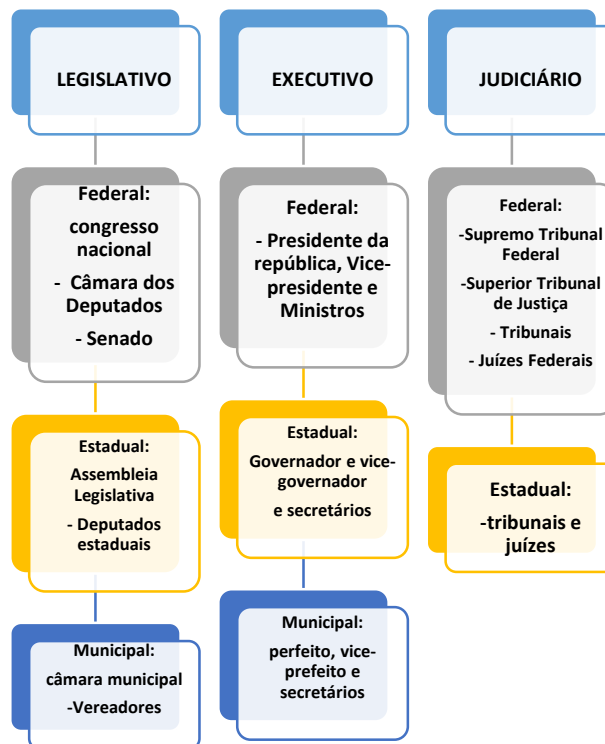 LEGISLATIVO
Federal:
congresso
nacional
- Câmara dos
Deputados
- Senado
Estadual:
Assembleia
Legislativa
- Deputados
estaduais
Municipal:
câmara municipal
-Vereadores
EXECUTIVO
Federal:
- Presidente da
república, Vice-
presidente e
Ministros
Estadual:
Governador e vice-
governador
e secretários
Municipal:
perfeito, vice-
prefeito e
secretários
JUDICIÁRIO
Federal:
-Supremo Tribunal
Federal
-Superior Tribunal
de Justiça
- Tribunais
- Juízes Federais
Estadual:
-tribunais e
juízes